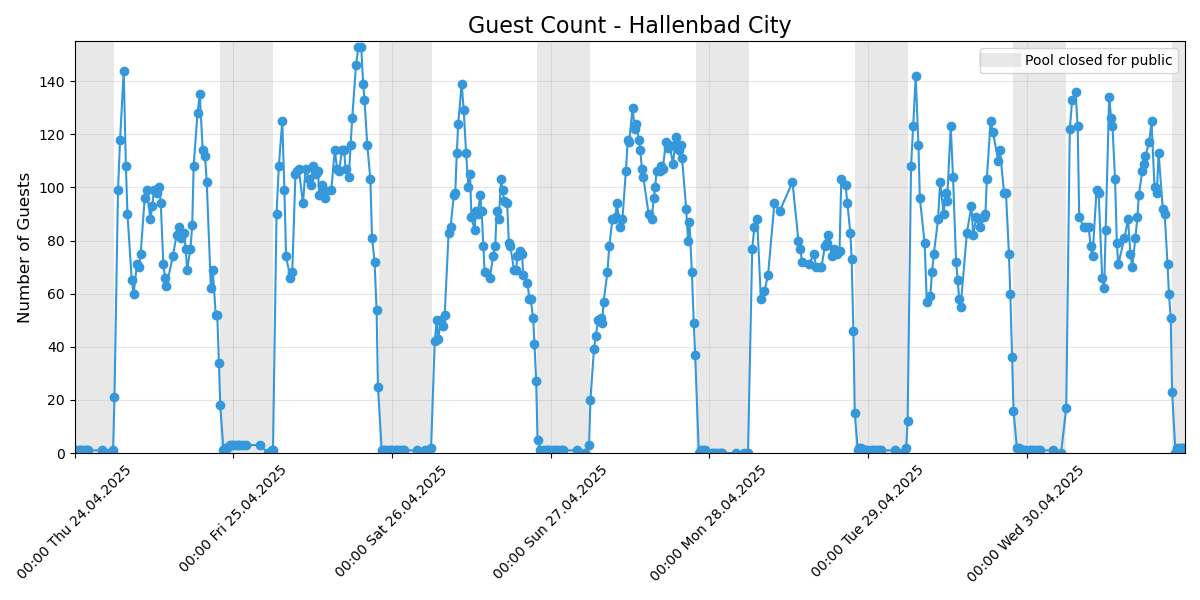 Guest Count - Hallenbad City
Pool closed for public
Number of Guests
140
120
100
80
60
40
20
0
00:00 Thu 24.04.2025
00:00 Fri 25.04.2025
00:00 Sat 26.04.2025
00:00 Sun 27.04.2025
00:00 Mon 28.04.2025
00:00 Tue 29.04.2025
00:00 Wed 30.04.2025